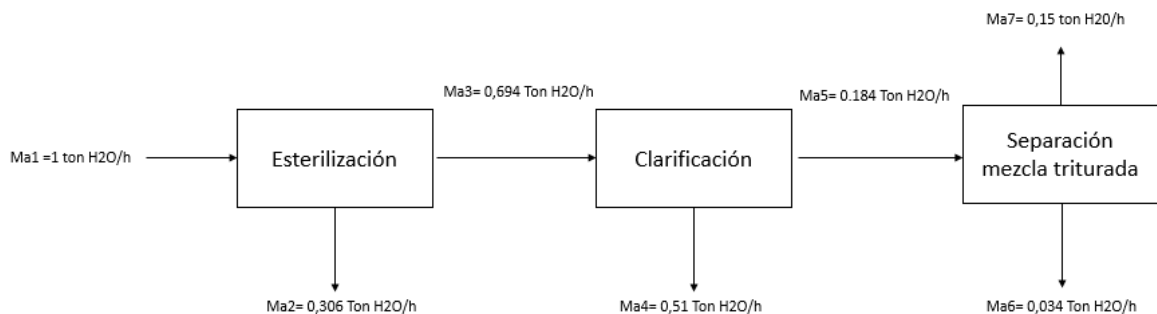 Ma7= 0,15 ton H20/h
Ma3= 0,694 Ton H2O/h
Ma5= 0.184 Ton H2O/h
Ma1 =1 ton H2O/h
Esterilización
Clarificación
Separación
mezcla triturada
Ma2= 0,306 Ton H2O/h
Ma4= 0,51 Ton H2O/h
Ma6= 0,034 Ton H2O/h